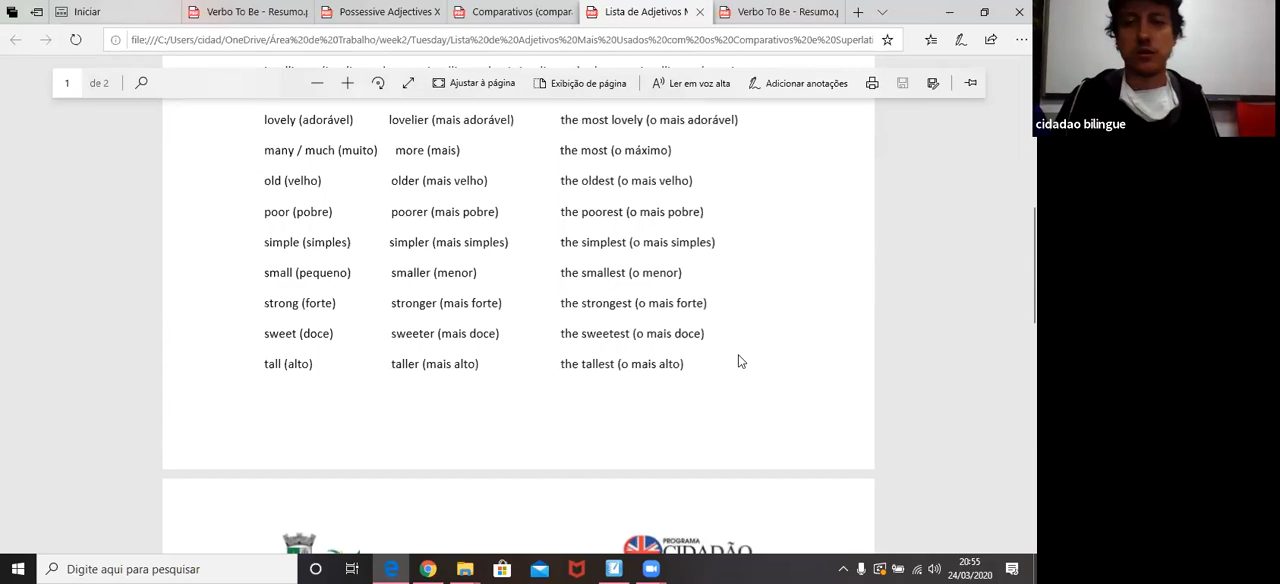 Iniciar
Verbo To Be - Resumo.p
Possessive Adjectives X
Comparativos (compar
Lista de Adjetivos M
Verbo To Be - Resumo.p
file:///C:/Users/cidad/OneDrive/Área%20de%20Trabalho/week2/Tuesday/Lista%20de%20Adjetivos%20Mais%20Usados%20com%20os%20Comparativos%20e%20Superlati
1 de 2
Ajustar à página
Exibição de página
Ler em voz alta
Adicionar anotações
cidadao bilingue
lovely (adorável) lovelier (mais adorável) the most lovely (o mais adorável)
many / much (muito) more (mais) the most (o máximo)
old (velho) older (mais velho) the oldest (o mais velho)
poor (pobre) poorer (mais pobre) the poorest (o mais pobre)
simple (simples) simpler (mais simples) the simplest (o mais simples)
small (pequeno) smaller (menor) the smallest (o menor)
strong (forte) stronger (mais forte) the strongest (o mais forte)
sweet (doce) sweeter (mais doce) the sweetest (o mais doce)
tall (alto) taller (mais alto) the tallest (o mais alto)
PROGRAMA
CIDADÃO
Digite aqui para pesquisar
20:55
24/03/2020